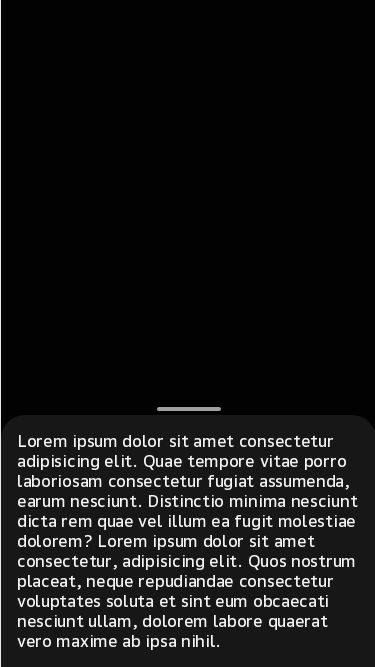 Lorem ipsum dolor sit amet consectetur
adipisicing elit. Quae tempore vitae porro
laboriosam consectetur fugiat assumenda,
earum nesciunt. Distinctio minima nesciunt
dicta rem quae vel illum ea fugit molestiae
dolorem? Lorem ipsum dolor sit amet
consectetur, adipisicing elit. Quos nostrum
placeat, neque repudiandae consectetur
voluptates soluta et sint eum obcaecati
nesciunt ullam, dolorem labore quaerat
vero maxime ab ipsa nihil.